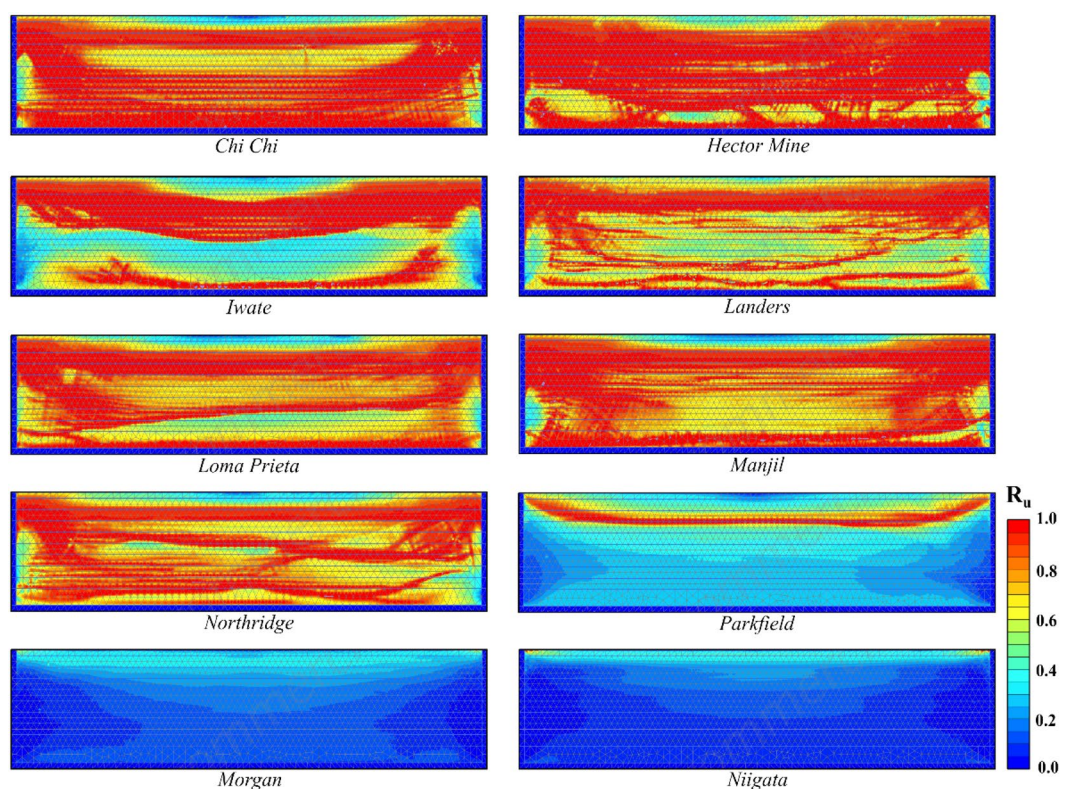 Chi Chi
Hector Mine
Iwate
Landers
Loma Prieta
Manjil
Northridge
Parkfield
Morgan
Niigata
Ru
1.0
0.8
0.6
0.4
0.2
0.0